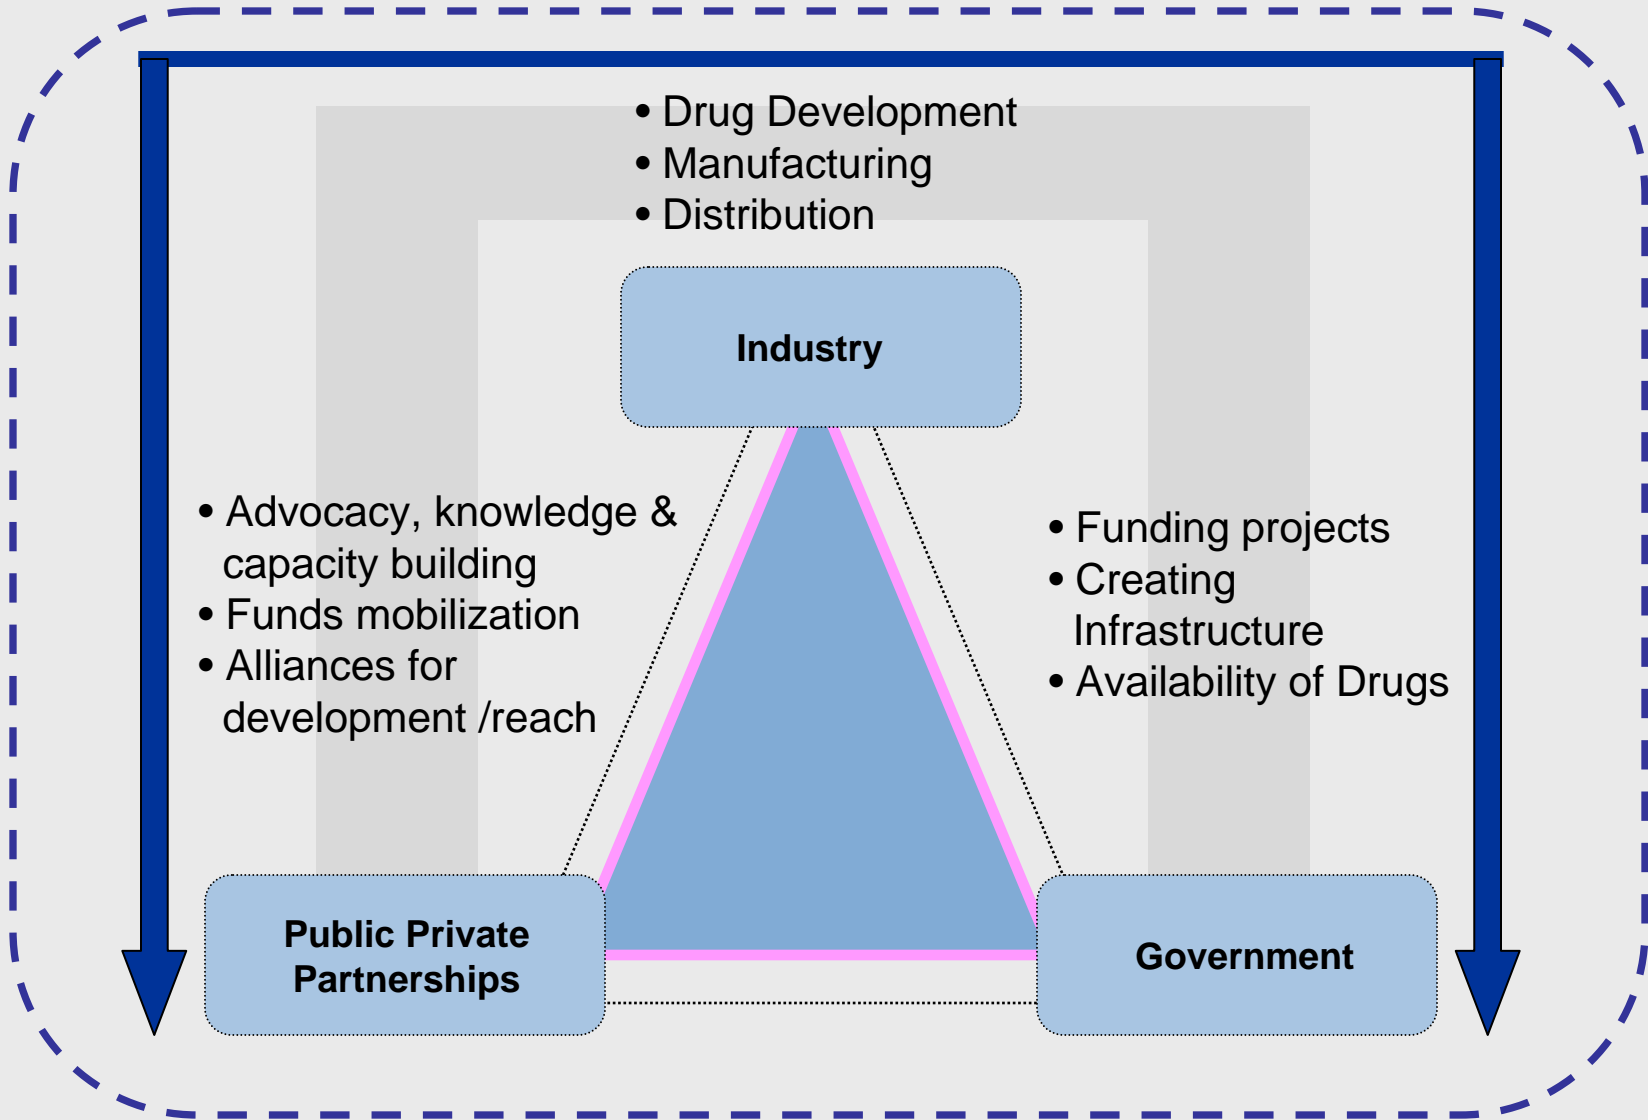 • Drug Development
• Manufacturing
• Distribution
Industry
• Advocacy, knowledge &
capacity building
• Funds mobilization
• Alliances for
development /reach
• Funding projects
• Creating
Infrastructure
• Availability of Drugs
Public Private
Partnerships
Government